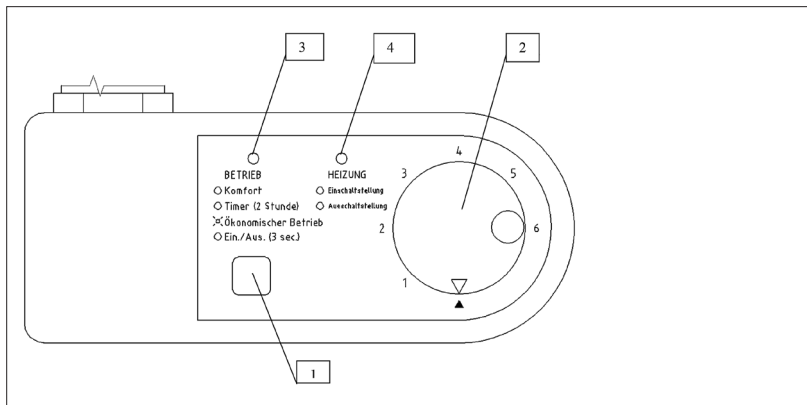 3
4
2
BETRIEB
Komfort
Timer (2 Stunde)
Ökonomischer Betrieb
Ein./Aus. (3 sec.)
HEIZUNG
Einschaltstellung
Ausschaltstellung
1
2
3
4
5
6
1